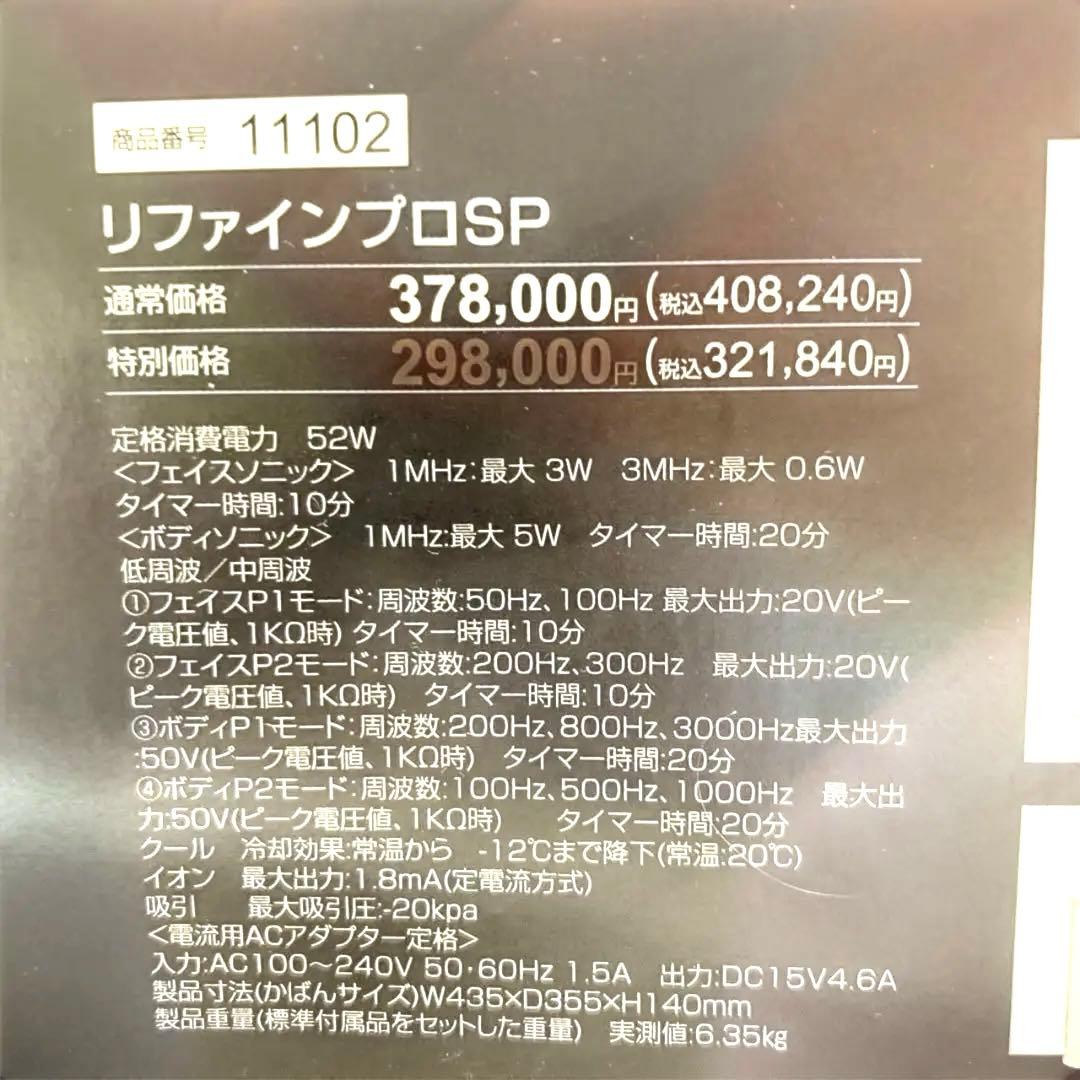 商品番号 11102
リファインプロSP
通常価格 378,000円(税込408,240円)
特別価格 298,000円(税込321,840円)
定格消費電力 52W
<フェイスソニック> 1MHz:最大 3W 3MHz:最大 0.6W
タイマー時間:10分
<ボディソニック> 1MHz:最大 5W タイマー時間:20分
低周波/中周波
①フェイスP1モード:周波数:50Hz、100Hz 最大出力:20V(ピー
ク電圧値、1KΩ時) タイマー時間:10分
②フェイスP2モード:周波数:200Hz、300Hz 最大出力:20V(
ピーク電圧値、1KΩ時) タイマー時間:10分
③ボディP1モード:周波数:200Hz、800Hz、3000Hz最大出力
:50V(ピーク電圧値、1KΩ時) タイマー時間:20分
④ボディP2モード:周波数:100Hz、500Hz、1000Hz 最大出
力:50V(ピーク電圧値、1KΩ時) タイマー時間:20分
クール 冷却効果:常温から -12℃まで降下(常温:20℃)
イオン 最大出力:1.8mA(定電流方式)
吸引 最大吸引圧:-20kpa
<電流用ACアダプター定格>
入力:AC100〜240V 50・60Hz 1.5A 出力:DC15V4.6A
製品寸法(かばんサイズ)W435×D355×H140mm
製品重量(標準付属品をセットした重量) 実測値:6.35kg